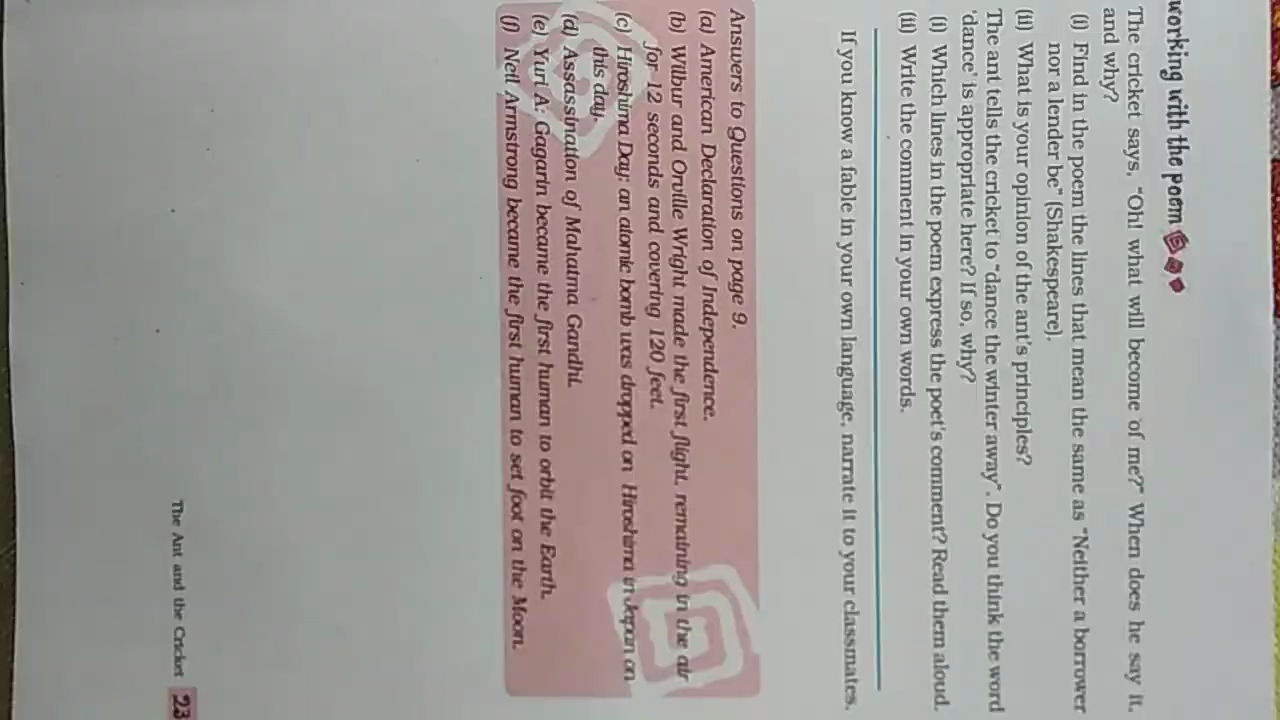 working with the poem
The cricket says, "Oh! what will become of me?" When does he say it,
and why?
(i) Find in the poem the lines that mean the same as "Neither a borrower
nor a lender be" (Shakespeare).
(ii) What is your opinion of the ant's principles?
The ant tells the cricket to "dance the winter away". Do you think the word
'dance' is appropriate here? If so, why?
(i) Which lines in the poem express the poet's comment? Read them aloud.
(ii) Write the comment in your own words.
If you know a fable in your own language, narrate it to your classmates.
Answers to Questions on page 9.
(a) American Declaration of Independence.
(b) Wilbur and Orville Wright made the first flight, remaining in the air
for 12 seconds and covering 120 feet.
(c) Hiroshima Day; an atomic bomb was dropped on Hiroshima in Japan on
this day.
(d) Assassination of Mahatma Gandhi.
(e) Yuri A. Gagarin became the first human to orbit the Earth.
(f) Neil Armstrong became the first human to set foot on the Moon.
The Ant and the Cricket 23